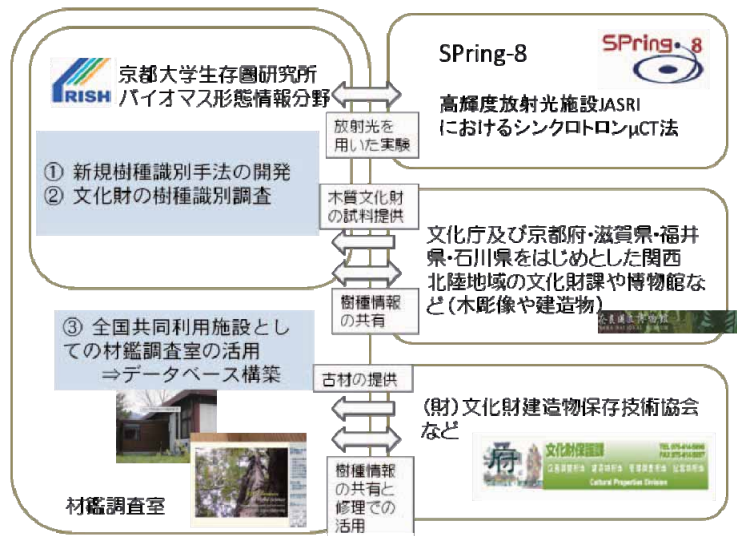 RISH
京都大学生存圏研究所
バイオマス形態情報分野
① 新規樹種識別手法の開発
② 文化財の樹種識別調査
③ 全国共同利用施設とし
ての材鑑調査室の活用
⇒データベース構築
材鑑調査室
放射光を
用いた実験
木質文化財
の試料提供
樹種情報
の共有
古材の提供
樹種情報
の共有と
修理での
活用
SPring-8
SPring-8
高輝度放射光施設JASRI
におけるシンクロトロンμCT法
文化庁及び京都府・滋賀県・福井
県・石川県をはじめとした関西
北陸地域の文化財課や博物館な
ど(木彫像や建造物)
奈良国立博物館
(財)文化財建造物保存技術協会
など
府
文化財保護課
Cultural Properties Division